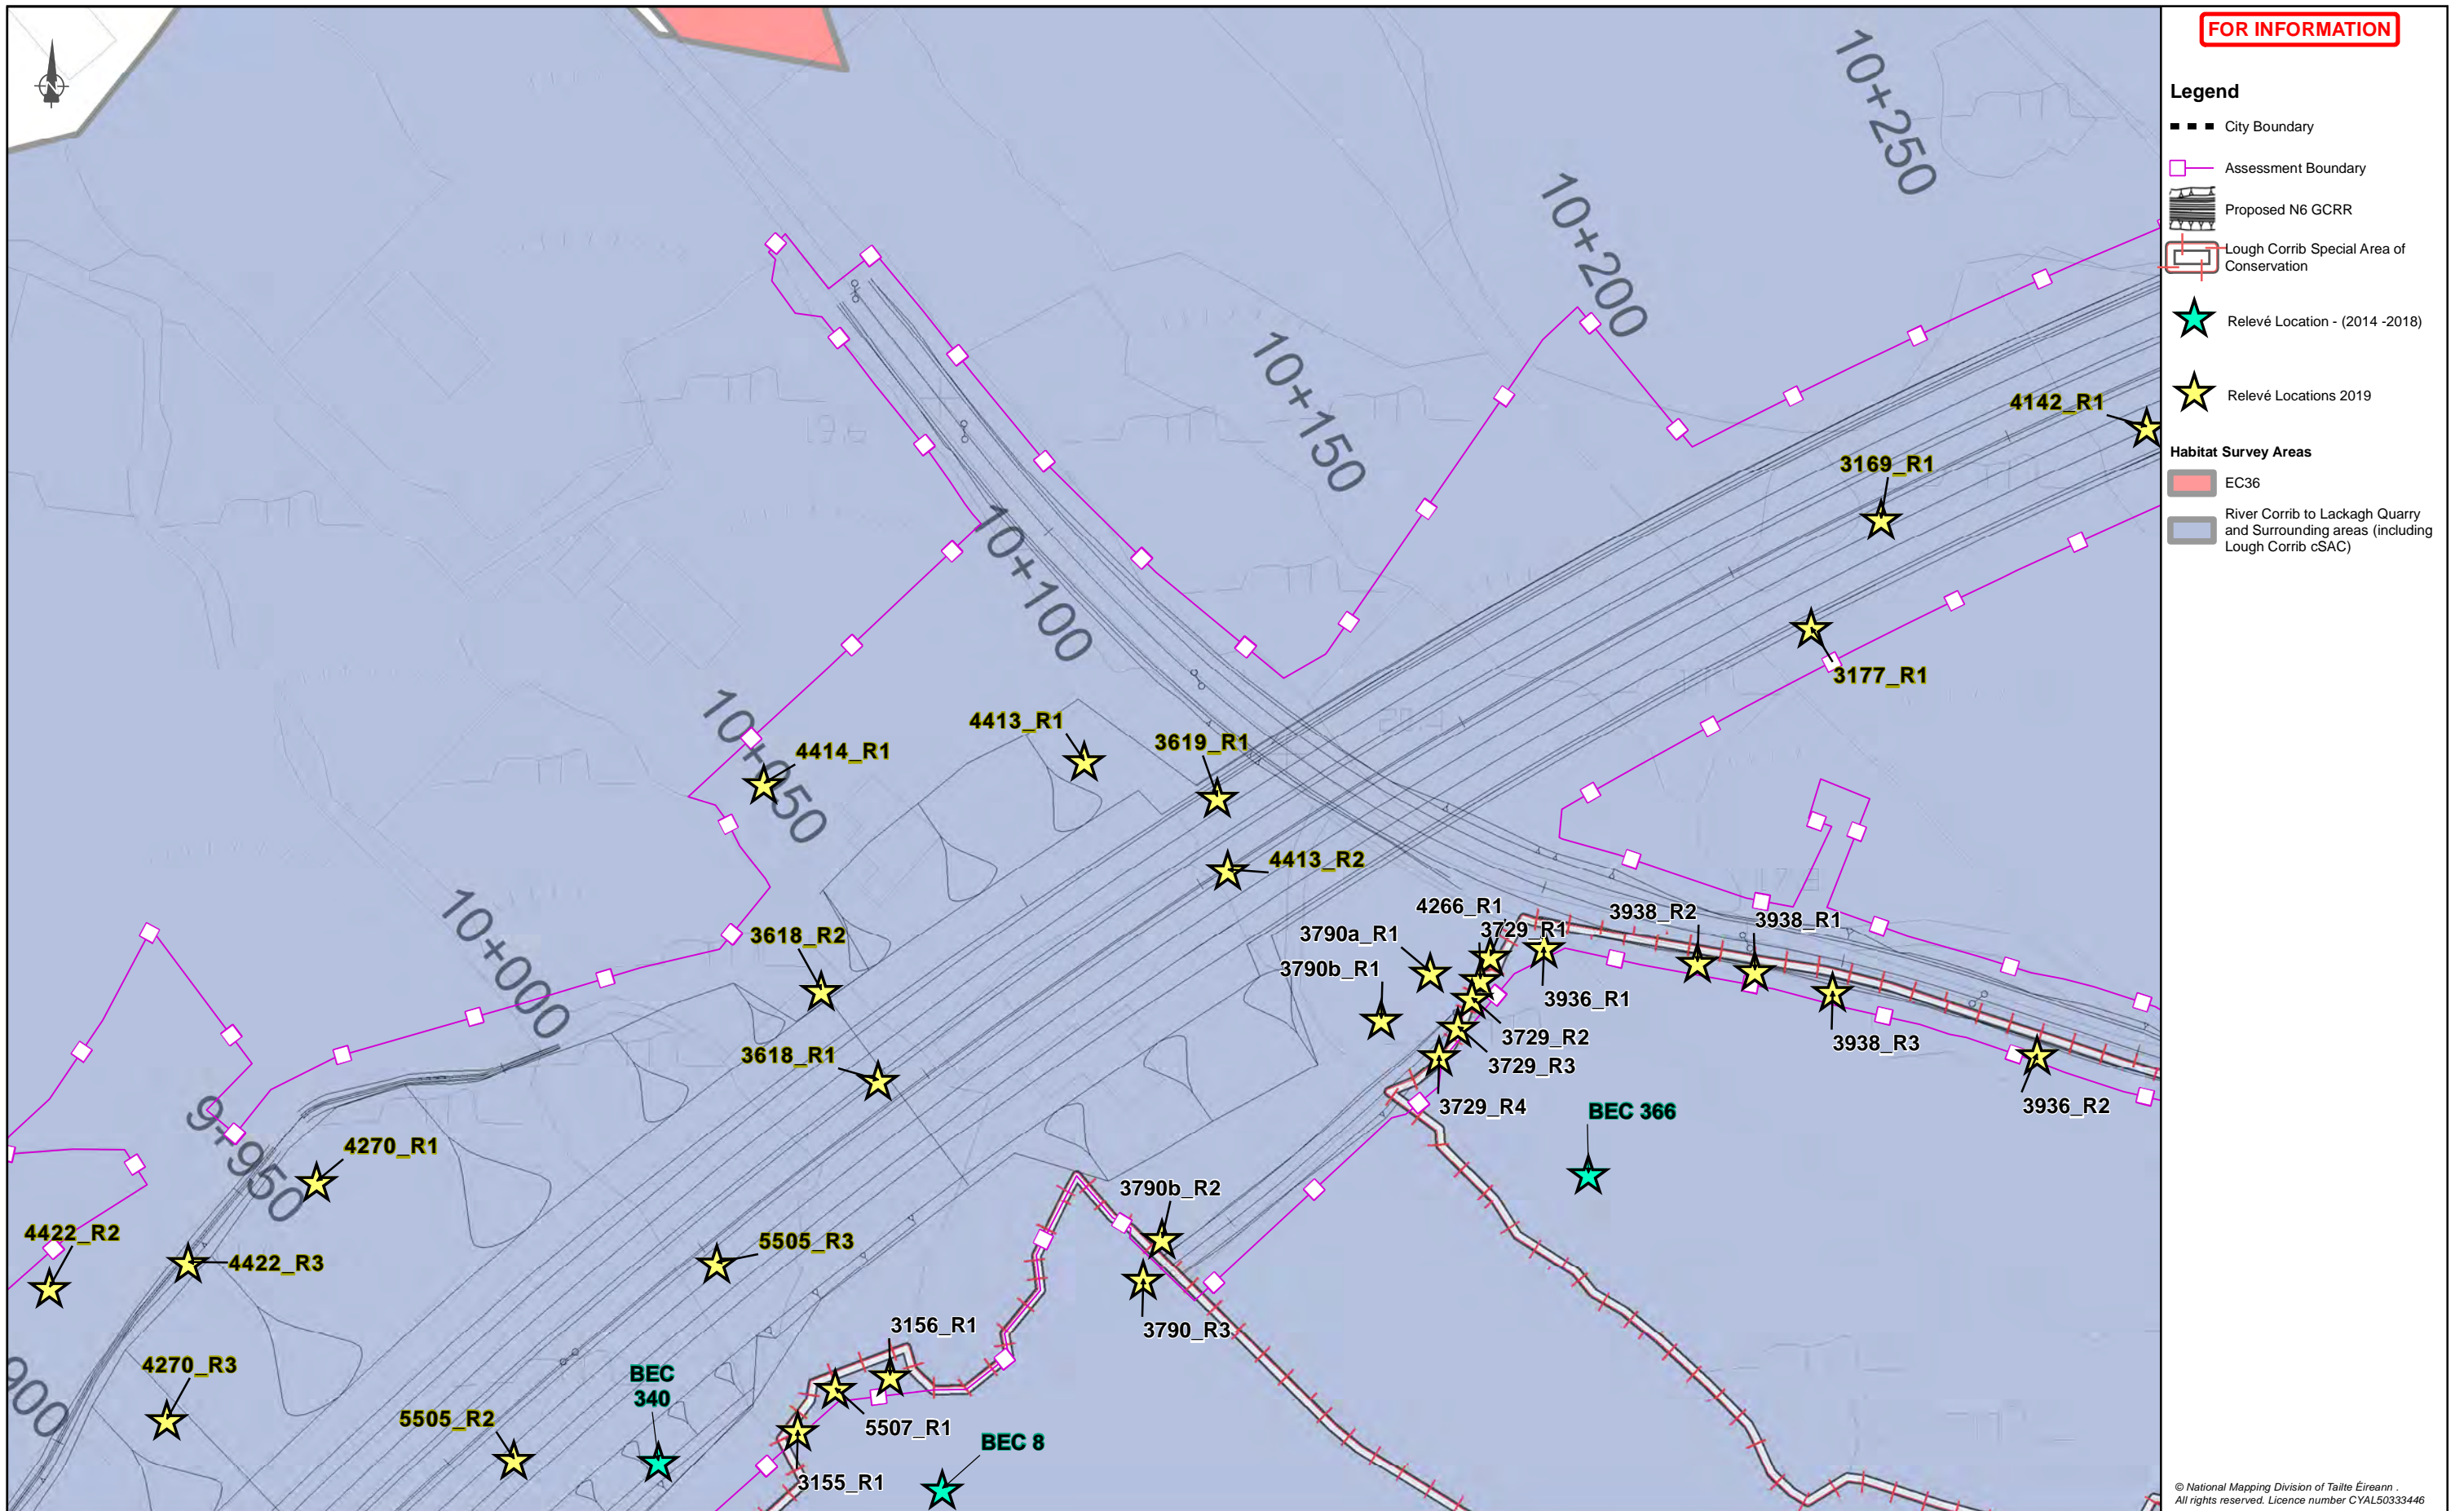 FOR INFORMATION
Legend
City Boundary
Assessment Boundary
Proposed N6 GCRR
Lough Corrib Special Area of
Conservation
Relevé Location - (2014 -2018)
Relevé Locations 2019
Habitat Survey Areas
EC36
River Corrib to Lackagh Quarry
and Surrounding areas (including
Lough Corrib cSAC)
© National Mapping Division of Tailte Éireann .
All rights reserved. Licence number CYAL50333446
N
10+250
10+200
10+150
10+100
10+050
10+000
9+950
900
4142_R1
3169_R1
3177_R1
4413_R1
3619_R1
4414_R1
4413_R2
4266_R1
3729_R1
3790a_R1
3790b_R1
3938_R2
3938_R1
3618_R2
3936_R1
3729_R2
3938_R3
3618_R1
3729_R3
3729_R4
3936_R2
BEC 366
4270_R1
3790b_R2
4422_R2
4422_R3
5505_R3
3156_R1
3790_R3
4270_R3
BEC
340
5505_R2
5507_R1
BEC 8
3155_R1